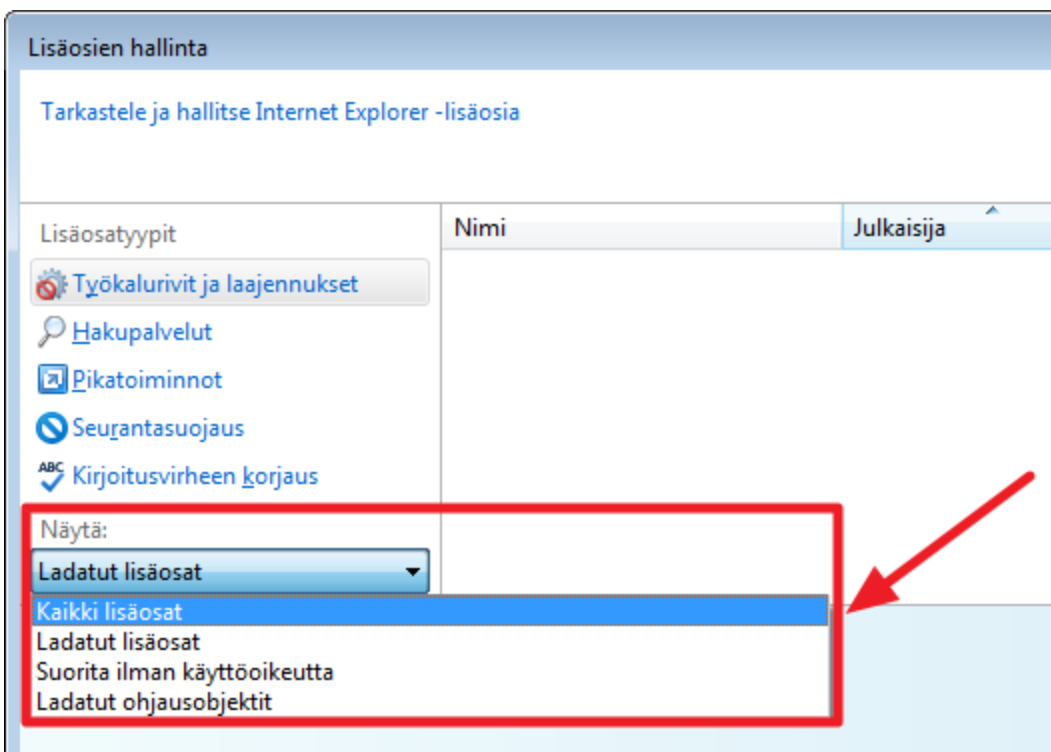 Lisäosien hallinta
Tarkastele ja hallitse Internet Explorer -lisäosia
Lisäosatyypit
Nimi
Julkaisija
Työkalurivit ja laajennukset
Hakupalvelut
Pikatoiminnot
Seurantasuojaus
ABC
Kirjoitusvirheen korjaus
Näytä:
Ladatut lisäosat
Kaikki lisäosat
Ladatut lisäosat
Suorita ilman käyttöoikeutta
Ladatut ohjausobjektit